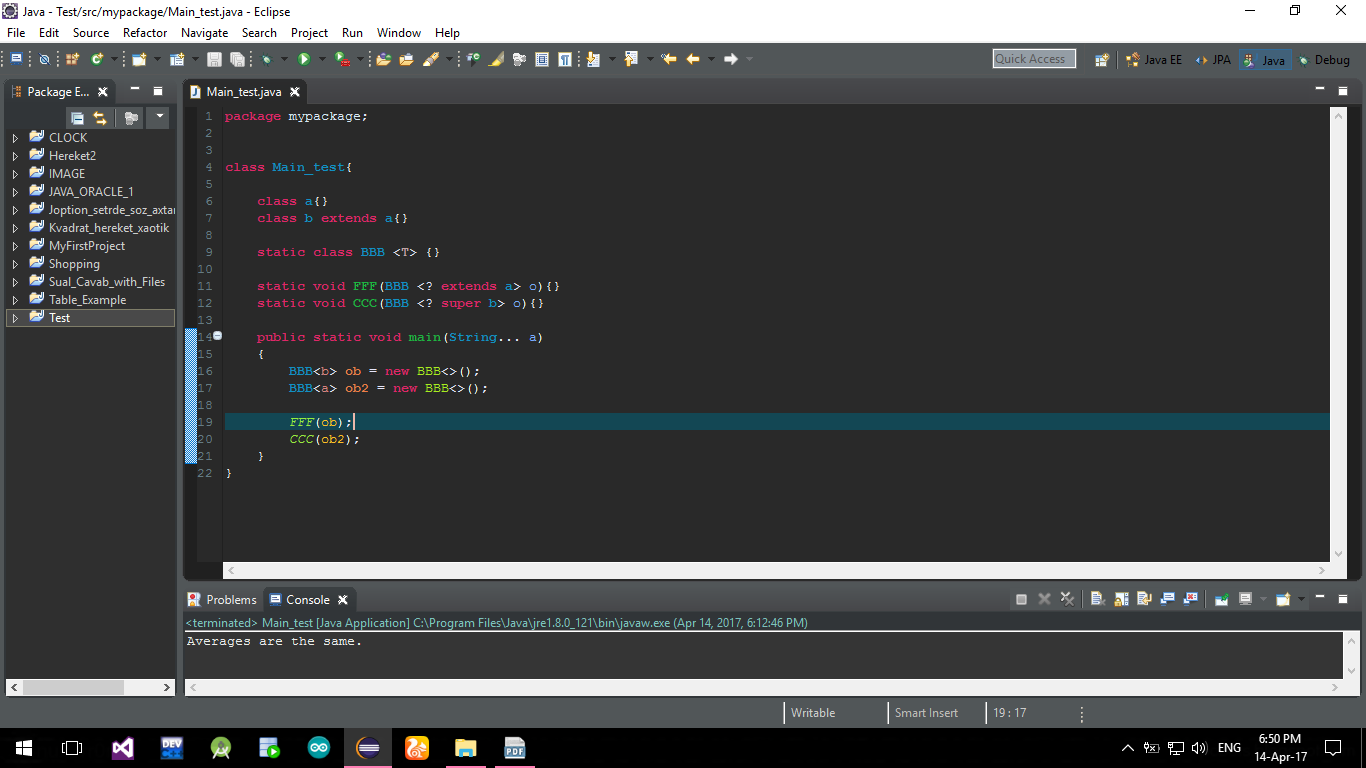 Java - Test/src/mypackage/Main_test.java - Eclipse
File Edit Source Refactor Navigate Search Project Run Window Help
Quick Access Java EE JPA Java Debug
Package E...
CLOCK
Hereket2
IMAGE
JAVA_ORACLE_1
Joption_setrde_soz_axtar
Kvadrat_hereket_xaotik
MyFirstProject
Shopping
Sual_Cavab_with_Files
Table_Example
Test
Main_test.java
1 package mypackage;
2
3
4 class Main_test{
5
6 class a{}
7 class b extends a{}
8
9 static class BBB <T> {}
10
11 static void FFF(BBB <? extends a> o){}
12 static void CCC(BBB <? super b> o){}
13
14 public static void main(String... a)
15 {
16 BBB<b> ob = new BBB<>();
17 BBB<a> ob2 = new BBB<>();
18
19 FFF(ob);
20 CCC(ob2);
21 }
22 }
Problems Console
<terminated> Main_test [Java Application] C:\Program Files\Java\jre1.8.0_121\bin\javaw.exe (Apr 14, 2017, 6:12:46 PM)
Averages are the same.
Writable Smart Insert 19 : 17
DEV
PDF
ENG
6:50 PM
14-Apr-17